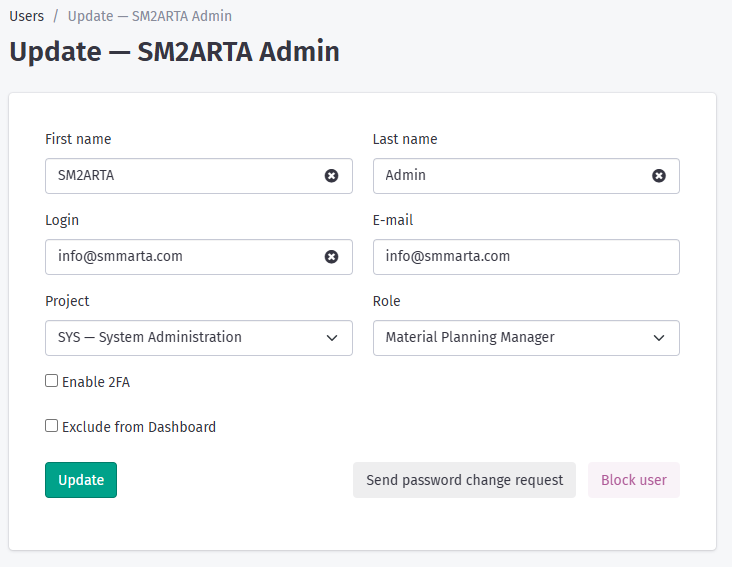 Users / Update — SM2ARTA Admin
Update — SM2ARTA Admin
First name Last name
SM2ARTA Admin
Login E-mail
info@smmarta.com info@smmarta.com
Project Role
SYS — System Administration Material Planning Manager
Enable 2FA
Exclude from Dashboard
Update Send password change request Block user